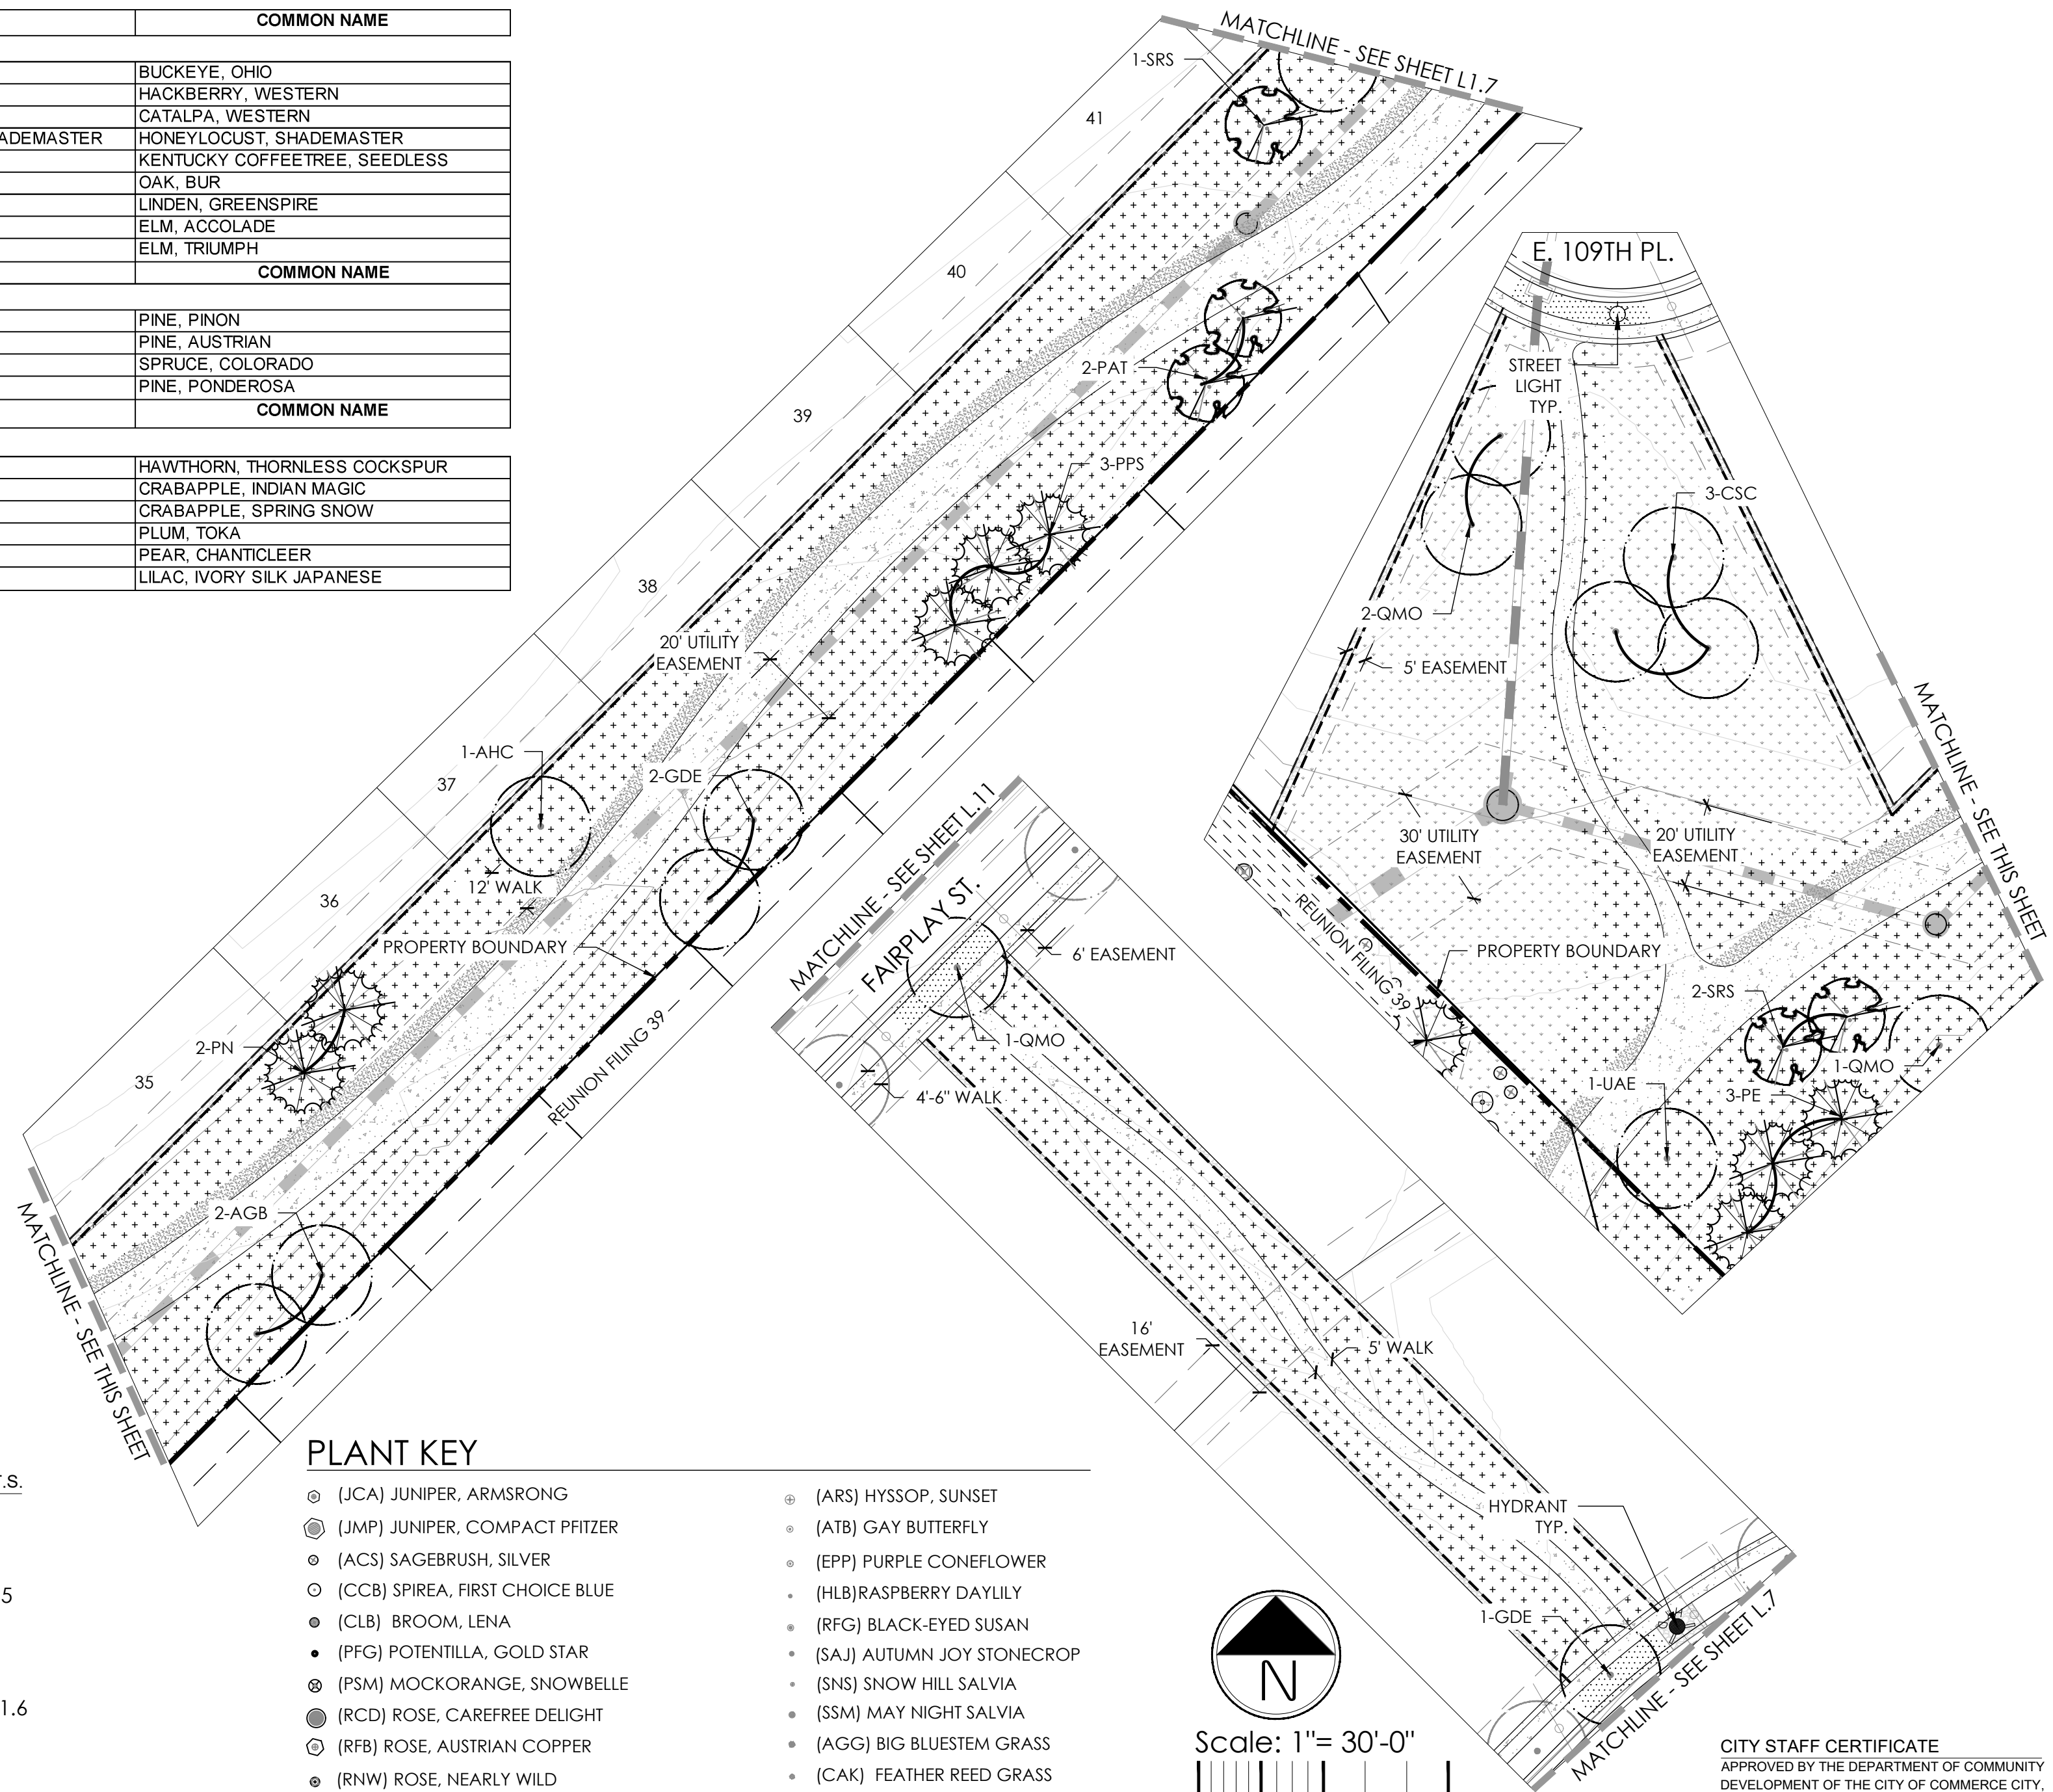 COMMON NAME
BUCKEYE, OHIO
HACKBERRY, WESTERN
CATALPA, WESTERN
ADEMASTER HONEYLOCUST, SHADEMASTER
KENTUCKY COFFEETREE, SEEDLESS
OAK, BUR
LINDEN, GREENSPIRE
ELM, ACCOLADE
ELM, TRIUMPH
COMMON NAME
PINE, PINON
PINE, AUSTRIAN
SPRUCE, COLORADO
PINE, PONDEROSA
COMMON NAME
HAWTHORN, THORNLESS COCKSPUR
CRABAPPLE, INDIAN MAGIC
CRABAPPLE, SPRING SNOW
PLUM, TOKA
PEAR, CHANTICLEER
LILAC, IVORY SILK JAPANESE
MATCHLINE - SEE SHEET L1.7
1-SRS
41
40
2-PAT
39
3-PPS
38
20' UTILITY
EASEMENT
1-AHC
37
2-GDE
36
12' WALK
PROPERTY BOUNDARY
2-PN
35
REUNION FILING 39
2-AGB
MATCHLINE - SEE THIS SHEET
E. 109TH PL.
STREET
LIGHT
TYP.
3-CSC
2-QMO
5' EASEMENT
MATCHLINE - SEE THIS SHEET
30' UTILITY
EASEMENT
20' UTILITY
EASEMENT
REUNION FILING 39
PROPERTY BOUNDARY
2-SRS
1-QMO
1-UAE
3-PE
MATCHLINE - SEE SHEET L.11
FAIRPLAY ST.
6' EASEMENT
1-QMO
4'-6" WALK
16'
EASEMENT
5' WALK
HYDRANT
TYP.
1-GDE
MATCHLINE - SEE SHEET L.7
T.S.
5
1.6
PLANT KEY
(JCA) JUNIPER, ARMSRONG
(JMP) JUNIPER, COMPACT PFITZER
(ACS) SAGEBRUSH, SILVER
(CCB) SPIREA, FIRST CHOICE BLUE
(CLB) BROOM, LENA
(PFG) POTENTILLA, GOLD STAR
(PSM) MOCKORANGE, SNOWBELLE
(RCD) ROSE, CAREFREE DELIGHT
(RFB) ROSE, AUSTRIAN COPPER
(RNW) ROSE, NEARLY WILD
(ARS) HYSSOP, SUNSET
(ATB) GAY BUTTERFLY
(EPP) PURPLE CONEFLOWER
(HLB)RASPBERRY DAYLILY
(RFG) BLACK-EYED SUSAN
(SAJ) AUTUMN JOY STONECROP
(SNS) SNOW HILL SALVIA
(SSM) MAY NIGHT SALVIA
(AGG) BIG BLUESTEM GRASS
(CAK) FEATHER REED GRASS
N
Scale: 1"= 30'-0"
CITY STAFF CERTIFICATE
APPROVED BY THE DEPARTMENT OF COMMUNITY
DEVELOPMENT OF THE CITY OF COMMERCE CITY,